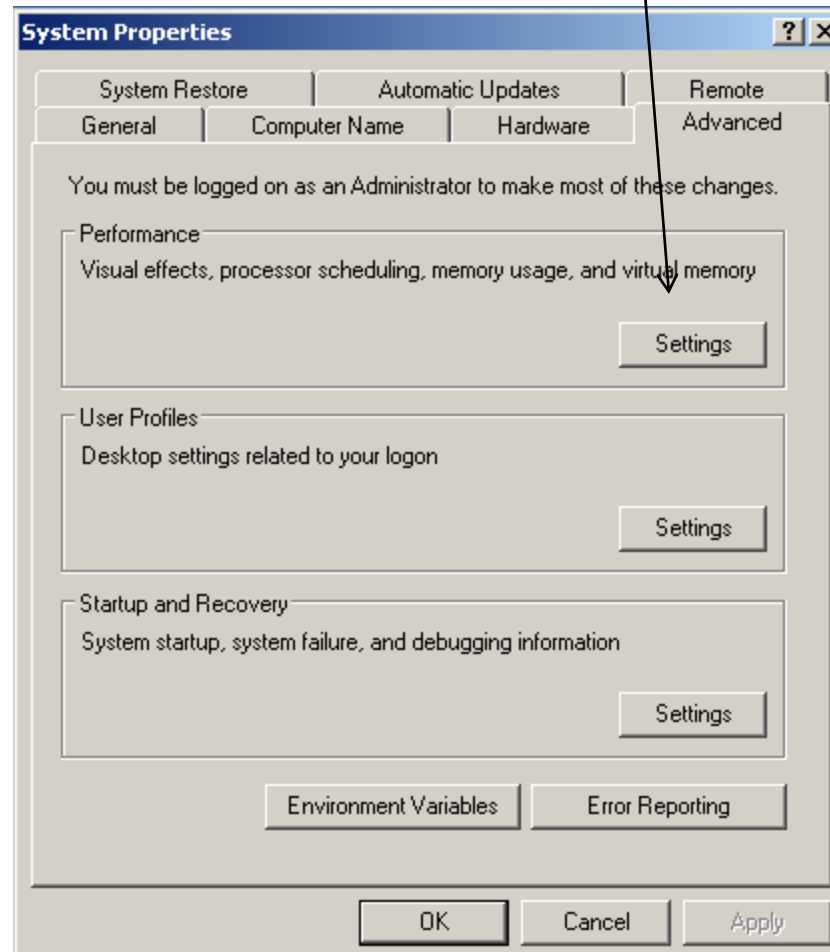 System Properties
System Restore Automatic Updates Remote
General Computer Name Hardware Advanced
You must be logged on as an Administrator to make most of these changes.
Performance
Visual effects, processor scheduling, memory usage, and virtual memory
Settings
User Profiles
Desktop settings related to your logon
Settings
Startup and Recovery
System startup, system failure, and debugging information
Settings
Environment Variables Error Reporting
OK Cancel Apply